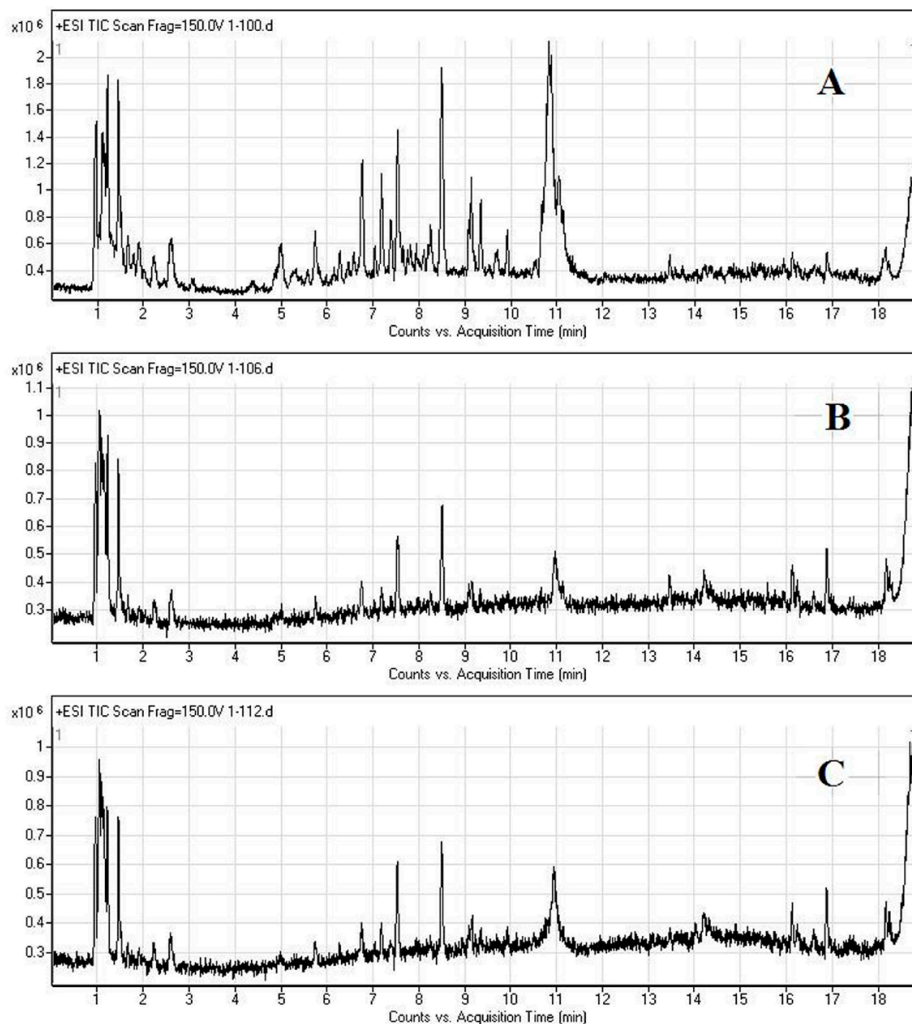 x10 6 +ESI TIC Scan Frag=150.0V 1-100.d
1
2
1.8
1.6
1.4
1.2
1
0.8
0.6
0.4
A
1 2 3 4 5 6 7 8 9 10 11 12 13 14 15 16 17 18
Counts vs. Acquisition Time (min)
x10 6 +ESI TIC Scan Frag=150.0V 1-106.d
1.1
1
1
0.9
0.8
0.7
0.6
0.5
0.4
0.3
B
1 2 3 4 5 6 7 8 9 10 11 12 13 14 15 16 17 18
Counts vs. Acquisition Time (min)
x10 6 +ESI TIC Scan Frag=150.0V 1-112.d
1
1
0.9
0.8
0.7
0.6
0.5
0.4
0.3
C
1 2 3 4 5 6 7 8 9 10 11 12 13 14 15 16 17 18
Counts vs. Acquisition Time (min)